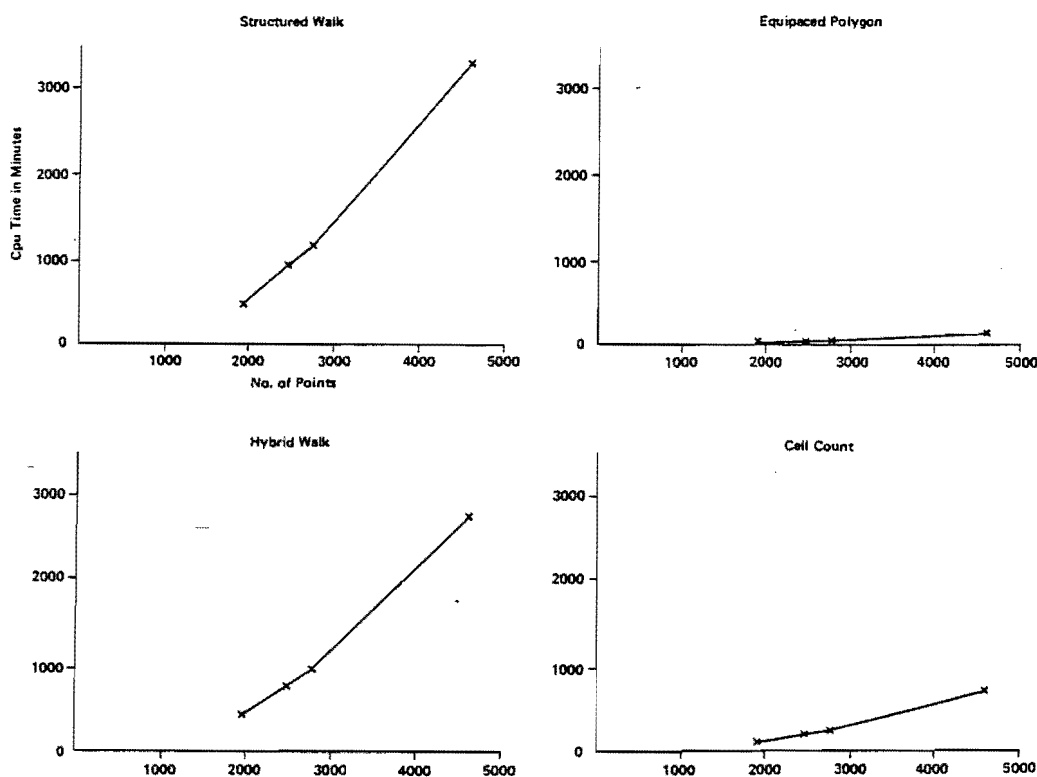 Structured Walk
3000
2000
1000
0
Cpu Time in Minutes
1000 2000 3000 4000 5000
No. of Points
Equipaced Polygon
3000
2000
1000
0
1000 2000 3000 4000 5000
Hybrid Walk
3000
2000
1000
0
1000 2000 3000 4000 5000
Cell Count
3000
2000
1000
0
1000 2000 3000 4000 5000